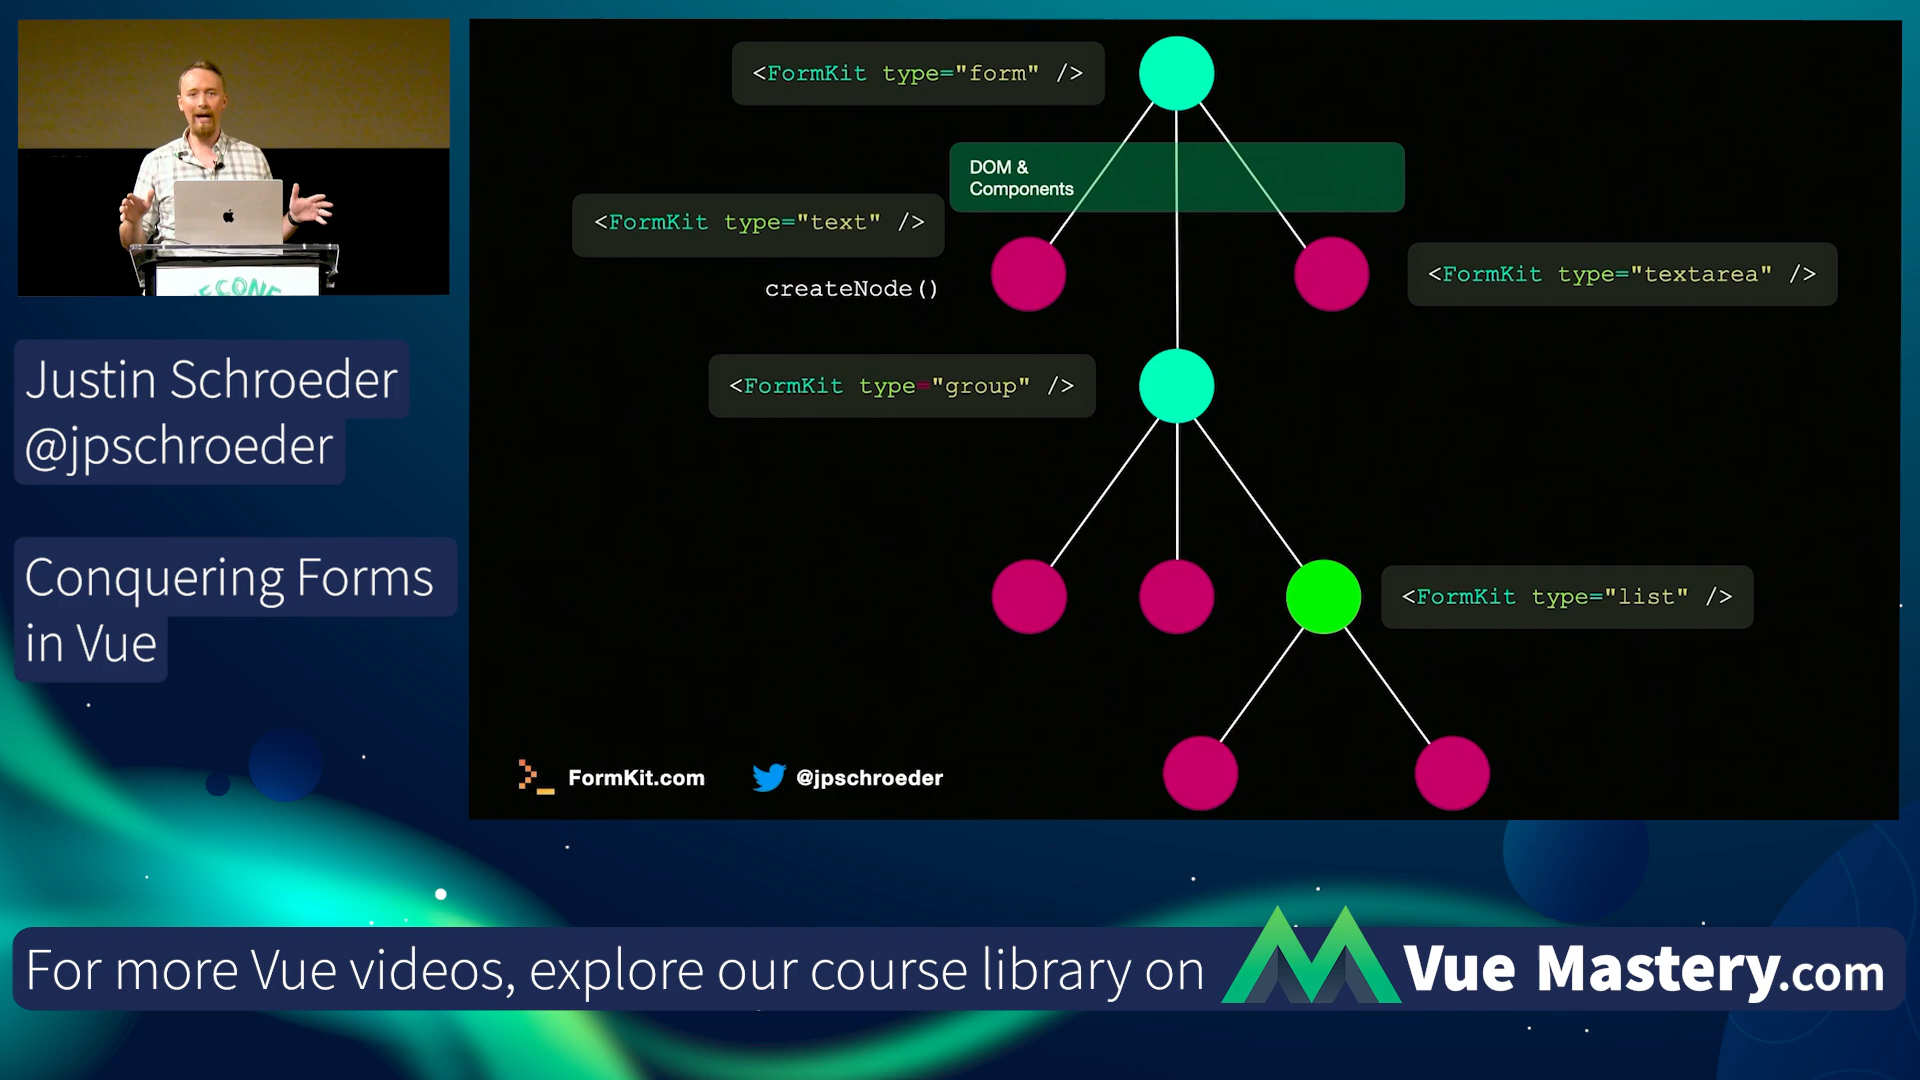 <FormKit type="form" />
DOM &
Components
<FormKit type="text" />
createNode()
<FormKit type="textarea" />
<FormKit type="group" />
<FormKit type="list" />
FormKit.com
@jpschroeder
Justin Schroeder
@jpschroeder
Conquering Forms
in Vue
For more Vue videos, explore our course library on
Vue Mastery.com